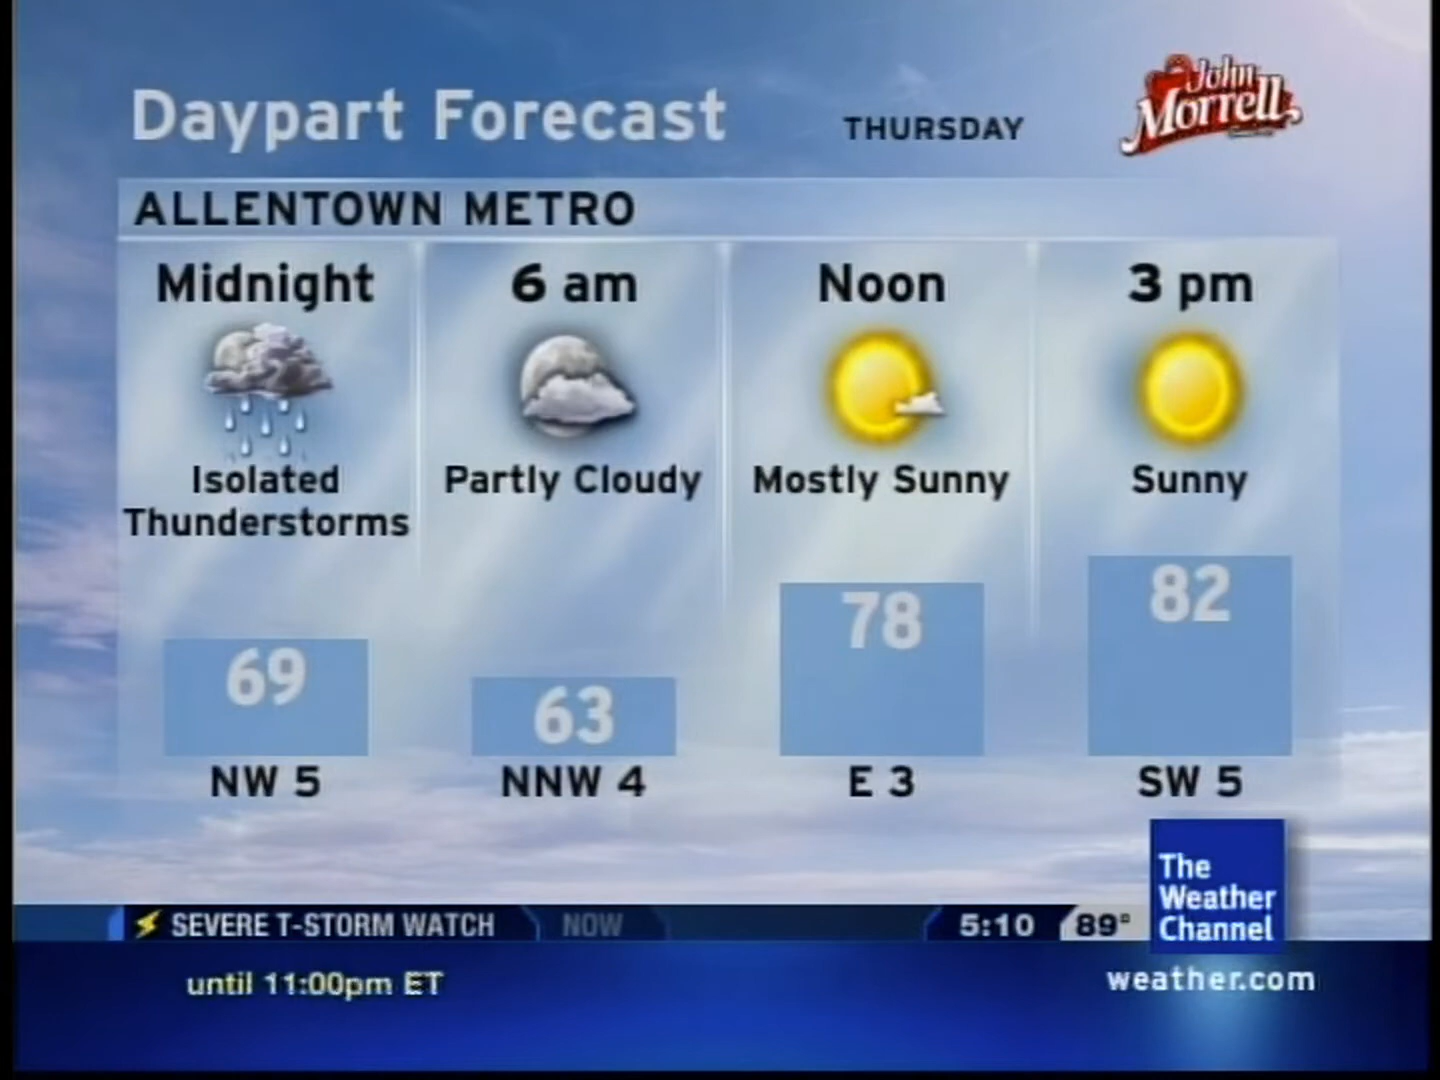 Daypart Forecast
THURSDAY
John
Morrell
ALLENTOWN METRO
Midnight
6 am
Noon
3 pm
Isolated
Thunderstorms
Partly Cloudy
Mostly Sunny
Sunny
69
63
78
82
NW 5
NNW 4
E 3
SW 5
SEVERE T-STORM WATCH
NOW
5:10
89°
The
Weather
Channel
until 11:00pm ET
weather.com